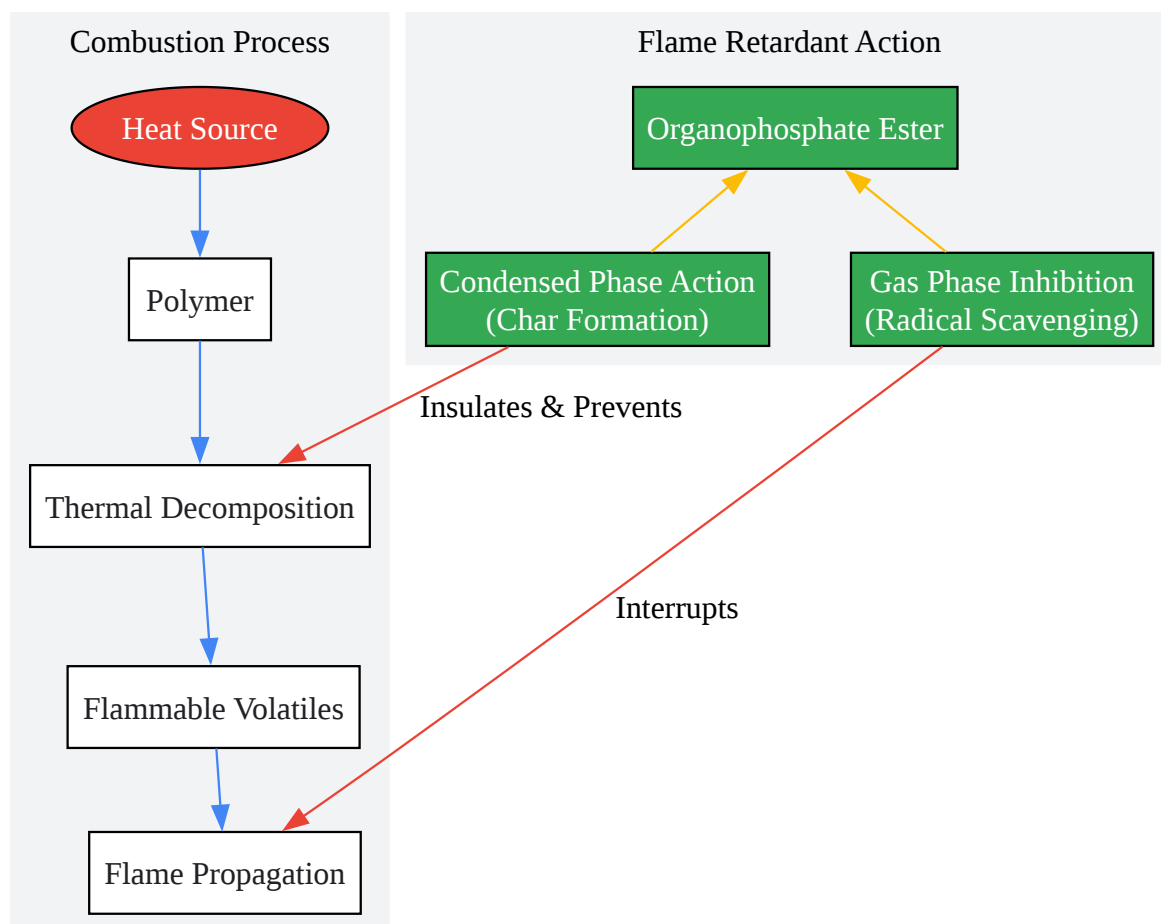 Combustion Process
Heat Source
Polymer
Thermal Decomposition
Flammable Volatiles
Flame Propagation
Flame Retardant Action
Organophosphate Ester
Condensed Phase Action
(Char Formation)
Gas Phase Inhibition
(Radical Scavenging)
Insulates & Prevents
Interrupts